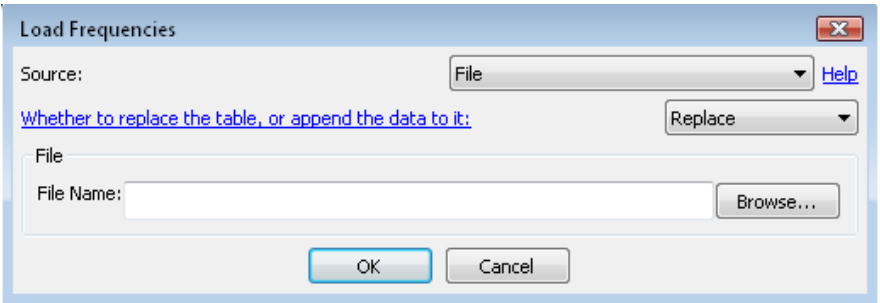 Load Frequencies
Source: File Help
Whether to replace the table, or append the data to it: Replace
File
File Name: Browse...
OK Cancel